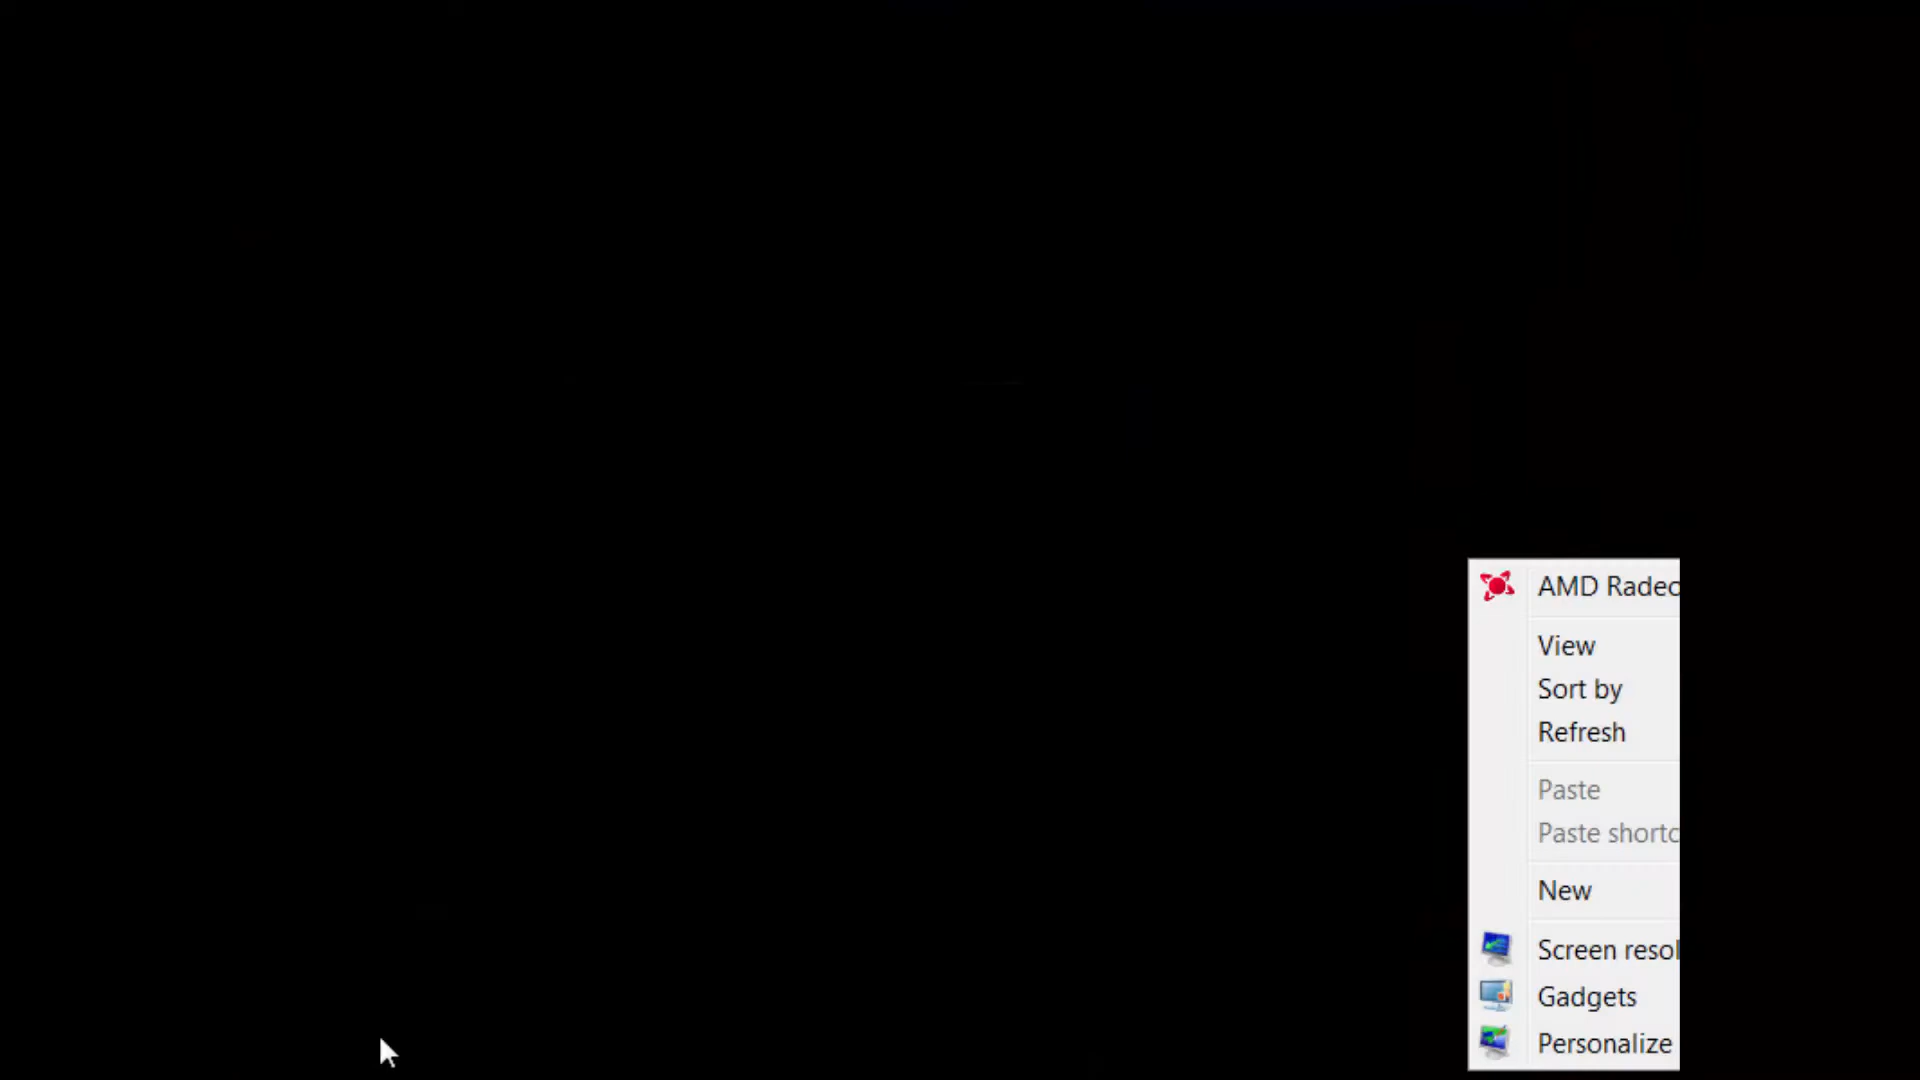 AMD Radeo
View
Sort by
Refresh
Paste
Paste shortc
New
Screen resol
Gadgets
Personalize